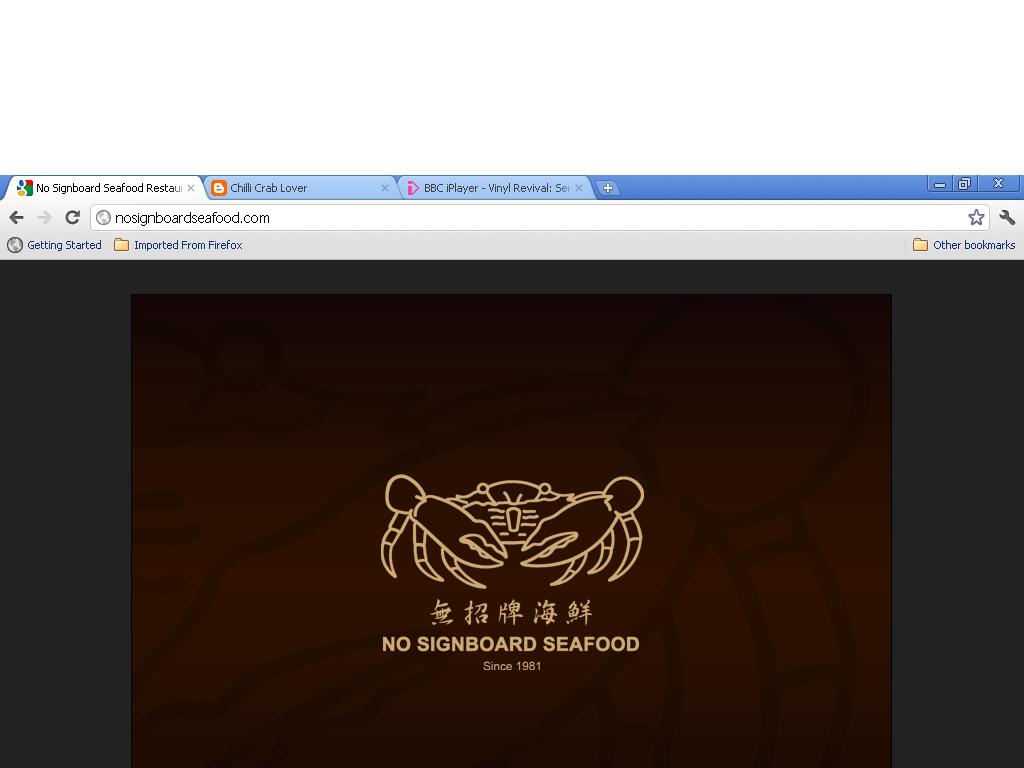 No Signboard Seafood Restau
Chilli Crab Lover
BBC iPlayer - Vinyl Revival: Se
nosignboardseafood.com
Getting Started
Imported From Firefox
Other bookmarks
無招牌海鮮
NO SIGNBOARD SEAFOOD
Since 1981